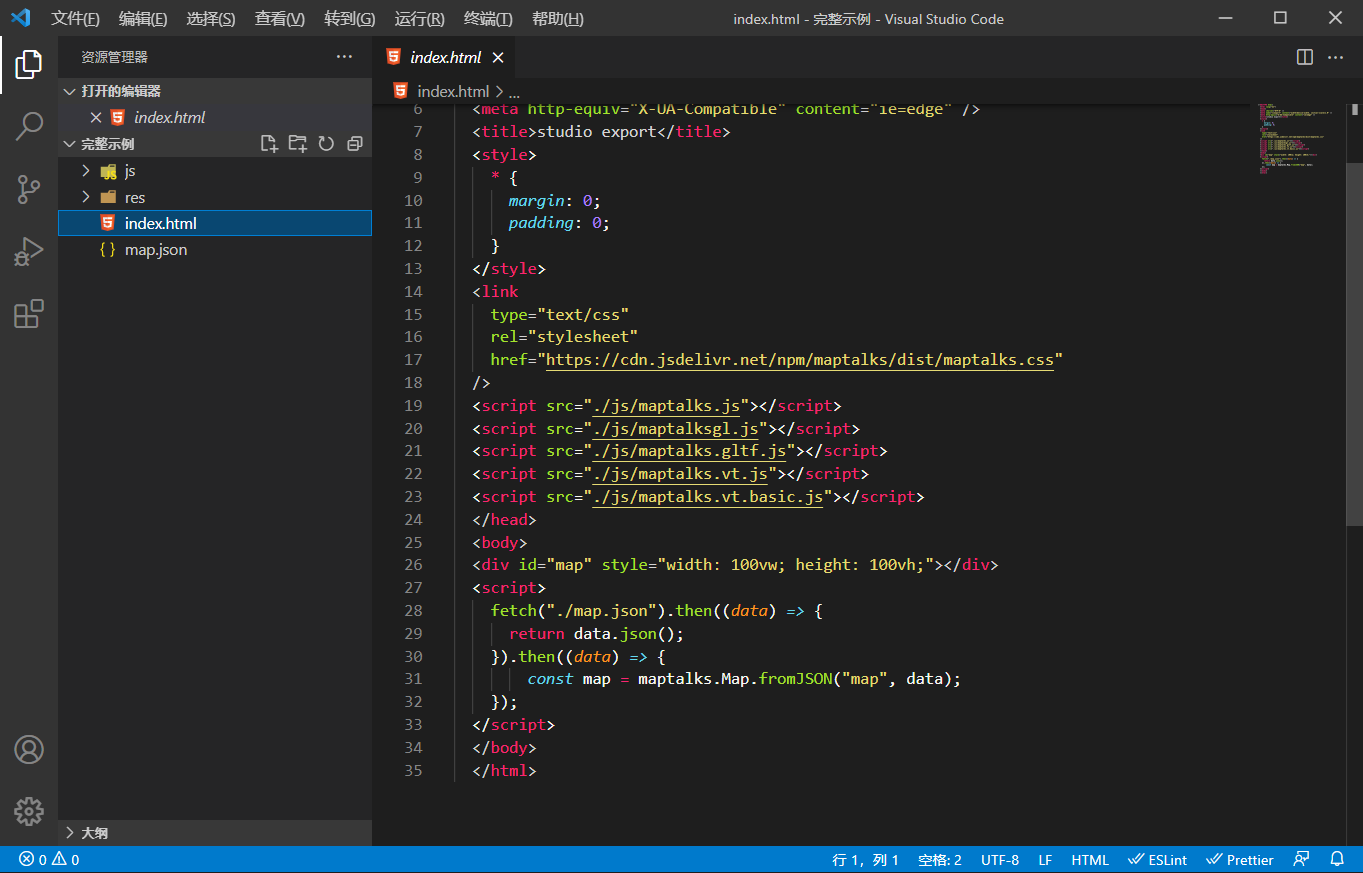 文件(F) 编辑(E) 选择(S) 查看(V) 转到(G) 运行(R) 终端(T) 帮助(H) index.html - 完整示例 - Visual Studio Code
资源管理器
打开的编辑器
index.html
完整示例
js
res
index.html
map.json
大纲
index.html
index.html > ...
6 <meta http-equiv="X-UA-Compatible" content="ie=edge" />
7 <title>studio export</title>
8 <style>
9 * {
10 margin: 0;
11 padding: 0;
12 }
13 </style>
14 <link
15 type="text/css"
16 rel="stylesheet"
17 href="https://cdn.jsdelivr.net/npm/maptalks/dist/maptalks.css"
18 />
19 <script src="./js/maptalks.js"></script>
20 <script src="./js/maptalksgl.js"></script>
21 <script src="./js/maptalks.gltf.js"></script>
22 <script src="./js/maptalks.vt.js"></script>
23 <script src="./js/maptalks.vt.basic.js"></script>
24 </head>
25 <body>
26 <div id="map" style="width: 100vw; height: 100vh;"></div>
27 <script>
28 fetch("./map.json").then((data) => {
29 return data.json();
30 }).then((data) => {
31 const map = maptalks.Map.fromJSON("map", data);
32 });
33 </script>
34 </body>
35 </html>
0 0 行 1，列 1 空格: 2 UTF-8 LF HTML ESLint Prettier